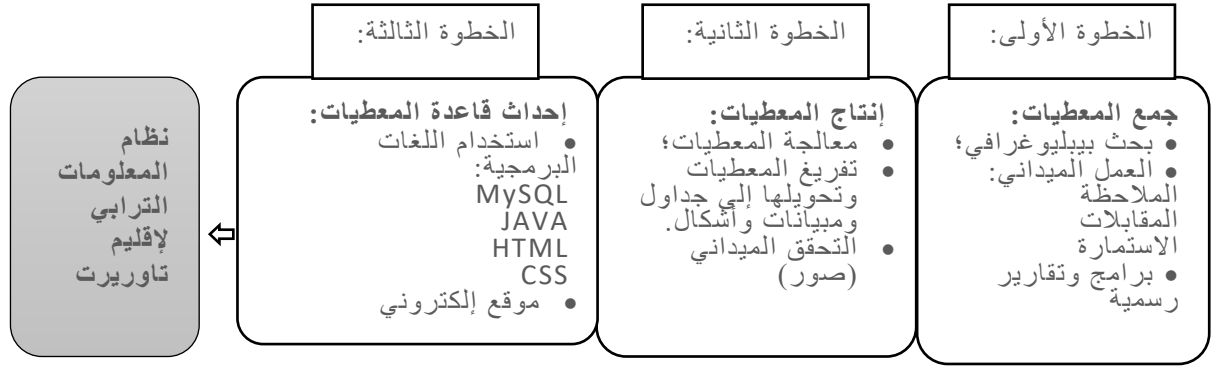 الخطوة الأولى:
جمع المعطيات:
• بحث بيبليوغرافي؛
• العمل الميداني:
الملاحظة
المقابلات
الاستمارة
• برامج وتقارير
رسمية
الخطوة الثانية:
إنتاج المعطيات:
• معالجة المعطيات؛
• تفريغ المعطيات
وتحويلها إلى جداول
ومبيانات وأشكال.
• التحقق الميداني
(صور)
الخطوة الثالثة:
إحداث قاعدة المعطيات:
• استخدام اللغات
البرمجية:
MySQL
JAVA
HTML
CSS
• موقع إلكتروني
نظام
المعلومات
الترابي
لإقليم
تاوريرت